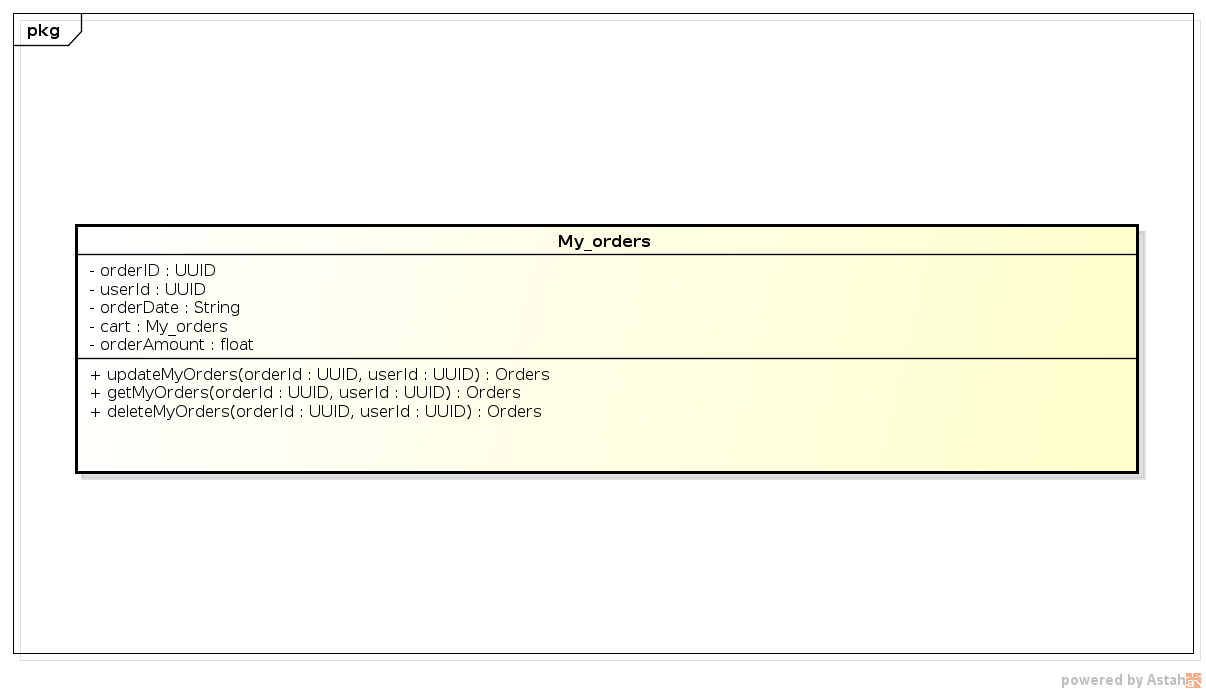 pkg
My_orders
- orderID : UUID
- userId : UUID
- orderDate : String
- cart : My_orders
- orderAmount : float
+ updateMyOrders(orderId : UUID, userId : UUID) : Orders
+ getMyOrders(orderId : UUID, userId : UUID) : Orders
+ deleteMyOrders(orderId : UUID, userId : UUID) : Orders
powered by Astah